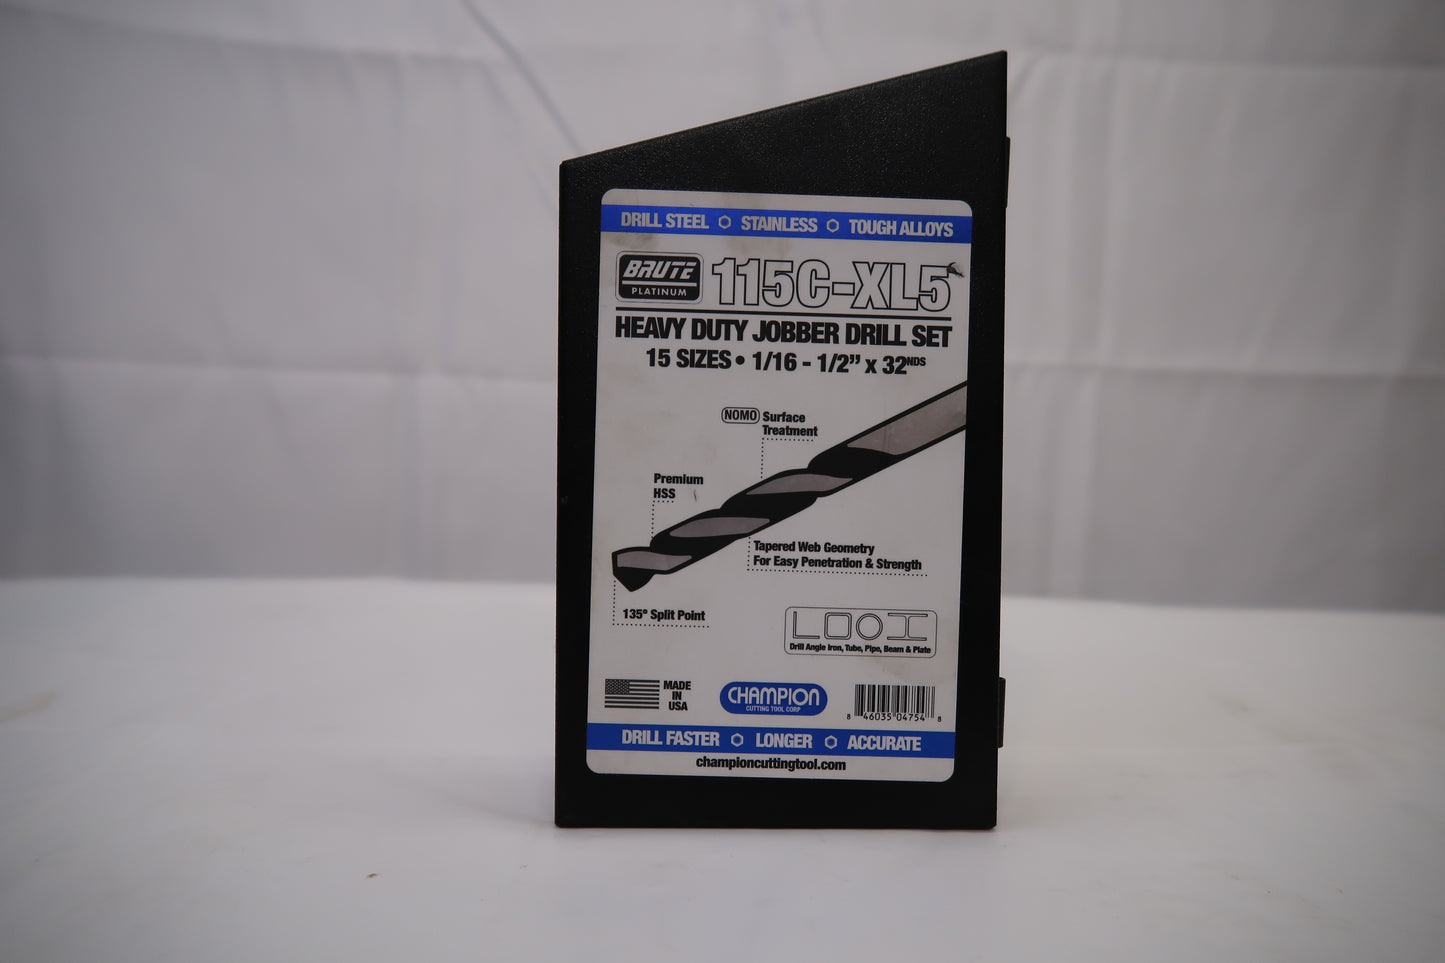 DRILL STEEL STAINLESS TOUGH ALLOYS
BRUTE
PLATINUM
115C-XL5
HEAVY DUTY JOBBER DRILL SET
15 SIZES • 1/16 - 1/2" x 32NDS
NOMO Surface
Treatment
Premium
HSS
Tapered Web Geometry
For Easy Penetration & Strength
135º Split Point
Drill Angle Iron, Tube, Pipe, Beam & Plate
MADE
IN
USA
CHAMPION
CUTTING TOOL CORP
8 46035 04754 8
DRILL FASTER LONGER ACCURATE
championcuttingtool.com